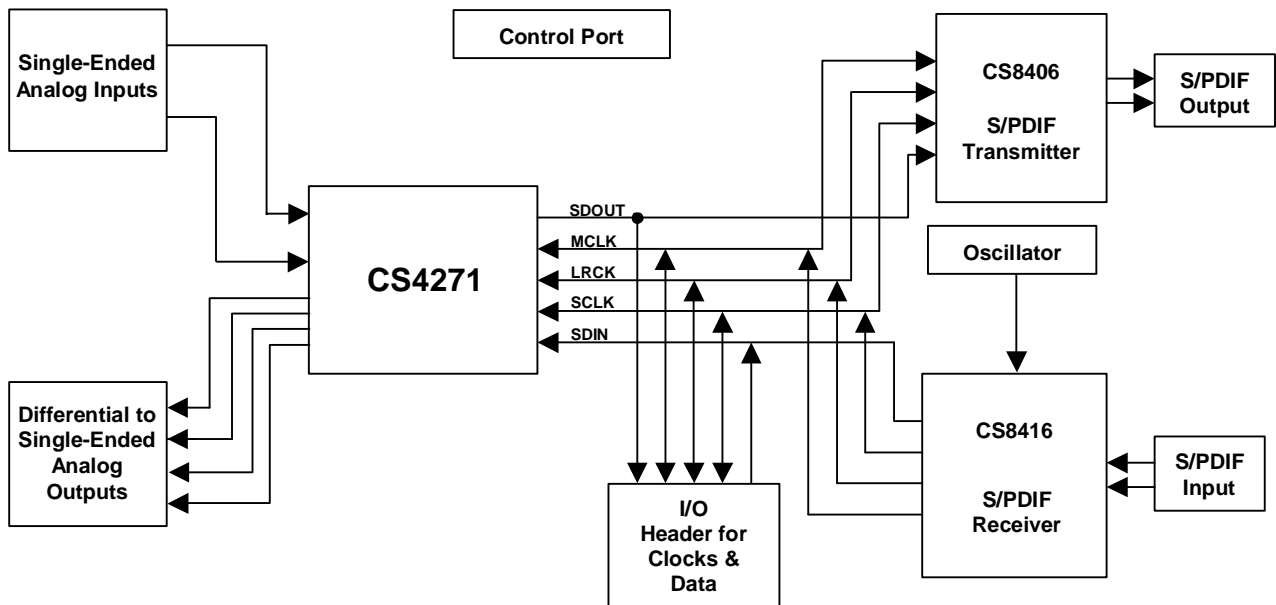 Single-Ended
Analog Inputs
Control Port
CS8406
S/PDIF
Transmitter
S/PDIF
Output
CS4271
SDOUT
MCLK
LRCK
SCLK
SDIN
Oscillator
Differential to
Single-Ended
Analog
Outputs
I/O
Header for
Clocks &
Data
CS8416
S/PDIF
Receiver
S/PDIF
Input